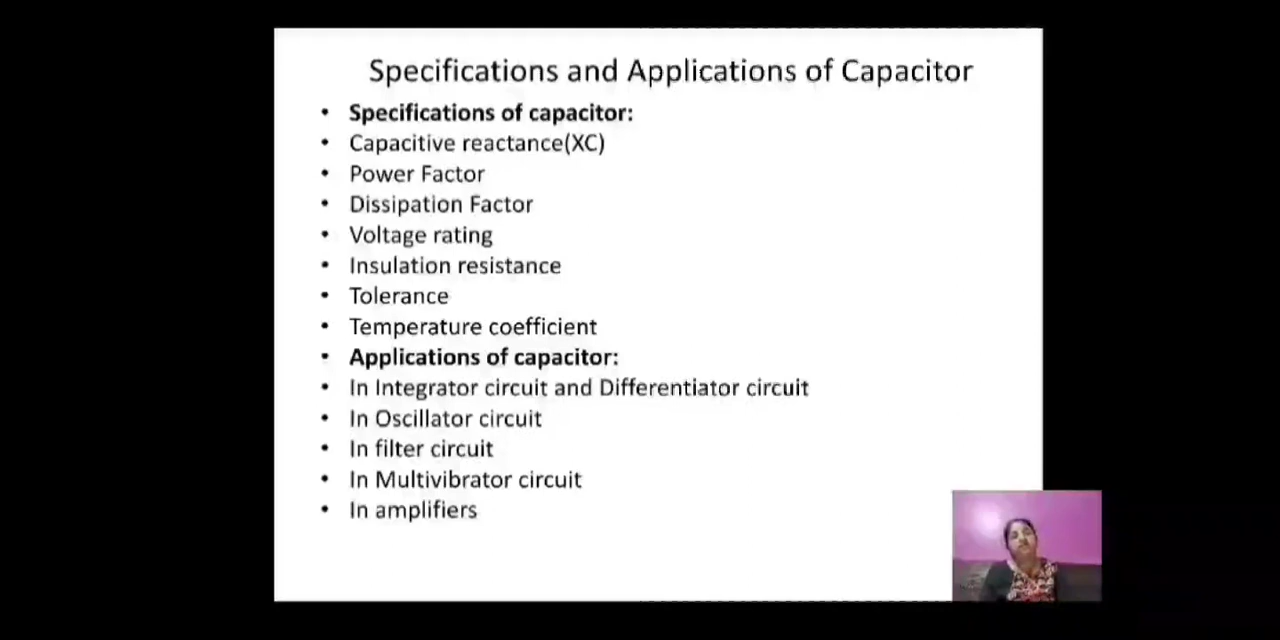 Specifications and Applications of Capacitor
• Specifications of capacitor:
• Capacitive reactance(XC)
• Power Factor
• Dissipation Factor
• Voltage rating
• Insulation resistance
• Tolerance
• Temperature coefficient
• Applications of capacitor:
• In Integrator circuit and Differentiator circuit
• In Oscillator circuit
• In filter circuit
• In Multivibrator circuit
• In amplifiers